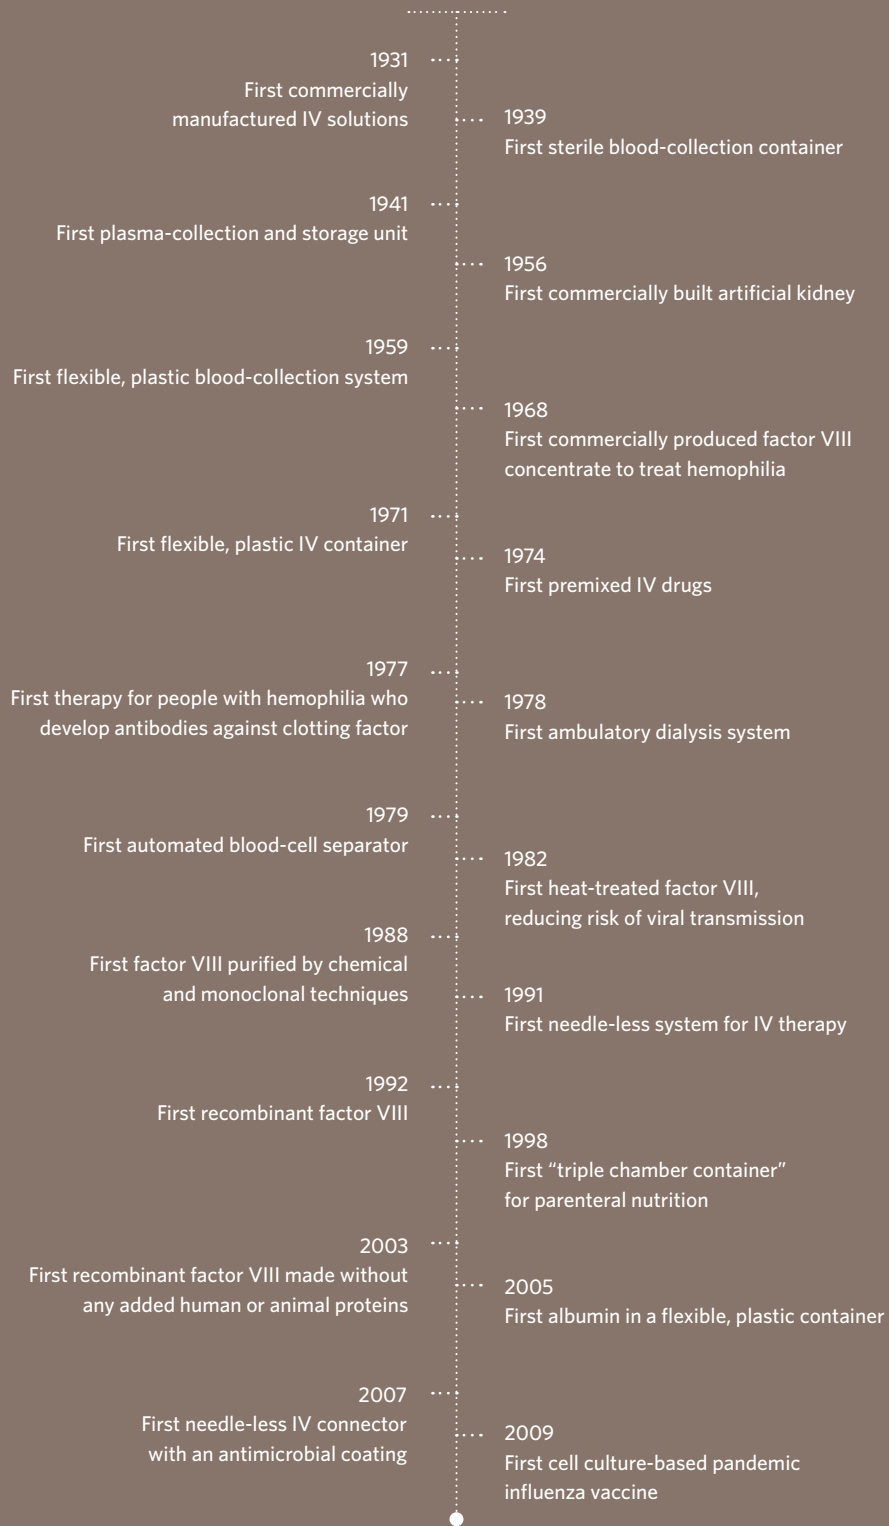 1931
First commercially
manufactured IV solutions
1939
First sterile blood-collection container
1941
First plasma-collection and storage unit
1956
First commercially built artificial kidney
1959
First flexible, plastic blood-collection system
1968
First commercially produced factor VIII
concentrate to treat hemophilia
1971
First flexible, plastic IV container
1974
First premixed IV drugs
1977
First therapy for people with hemophilia who
develop antibodies against clotting factor
1978
First ambulatory dialysis system
1979
First automated blood-cell separator
1982
First heat-treated factor VIII,
reducing risk of viral transmission
1988
First factor VIII purified by chemical
and monoclonal techniques
1991
First needle-less system for IV therapy
1992
First recombinant factor VIII
1998
First “triple chamber container”
for parenteral nutrition
2003
First recombinant factor VIII made without
any added human or animal proteins
2005
First albumin in a flexible, plastic container
2007
First needle-less IV connector
with an antimicrobial coating
2009
First cell culture-based pandemic
influenza vaccine